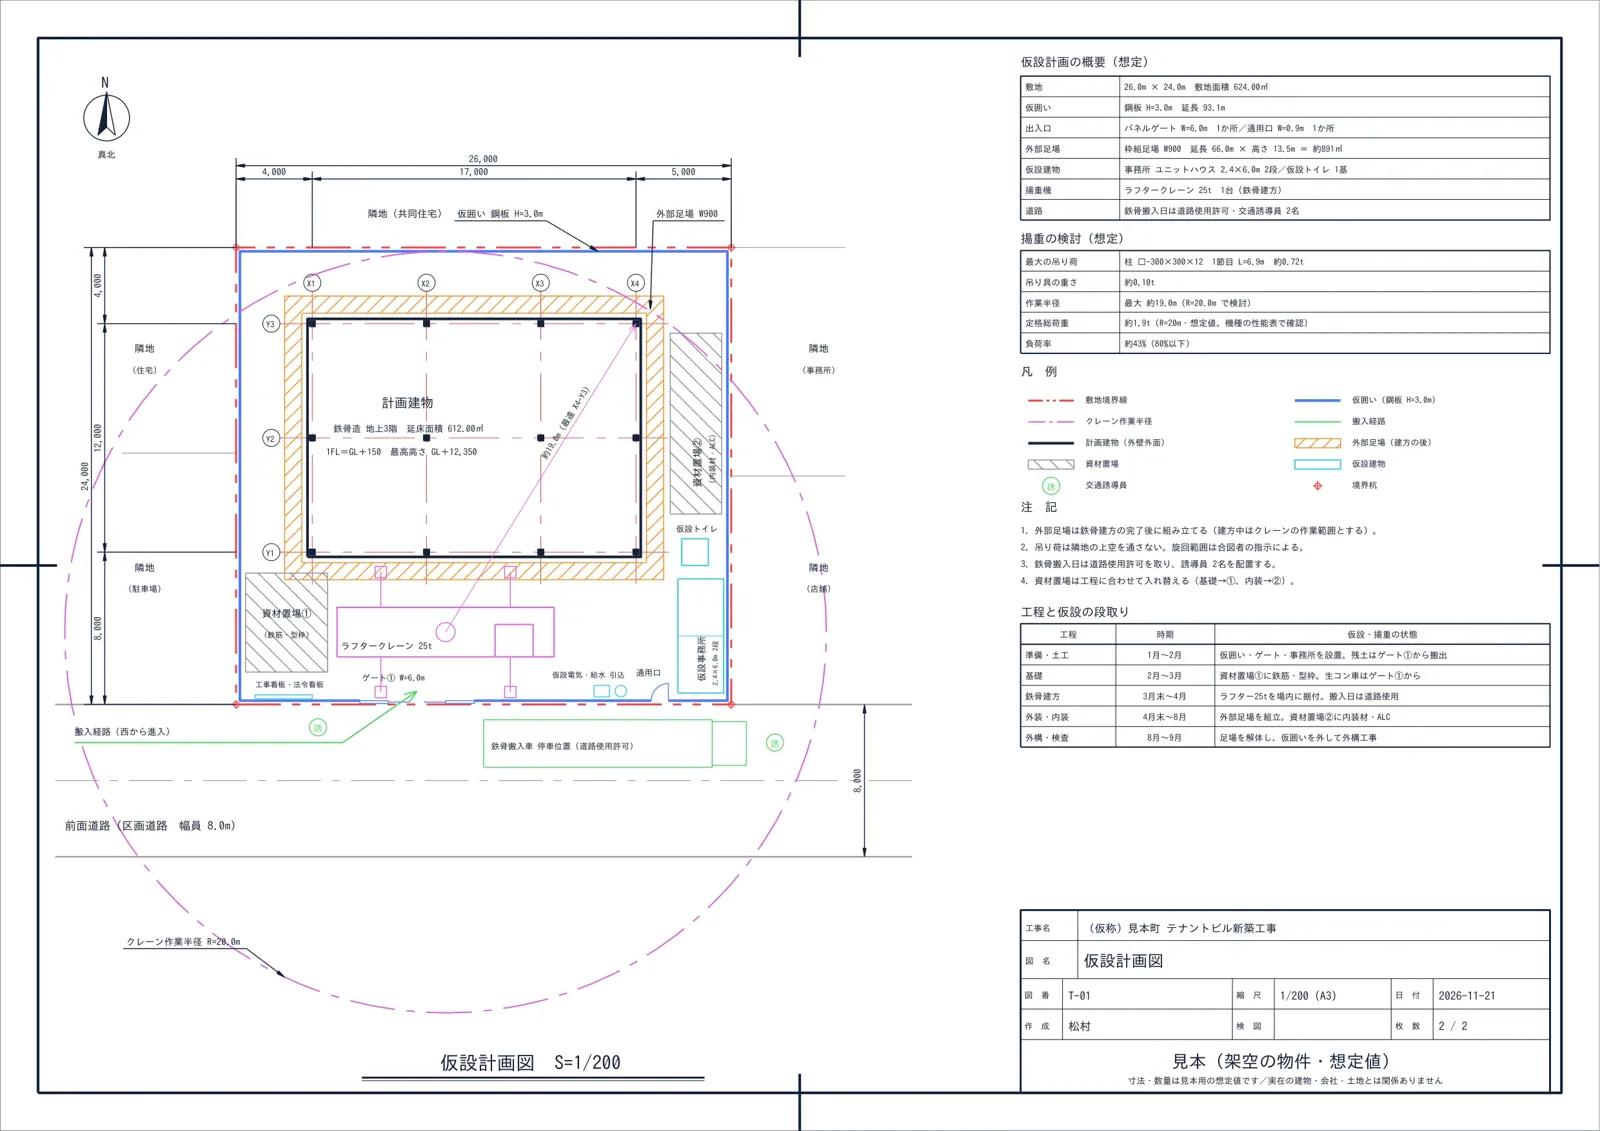 N
真北
26,000
4,000
17,000
5,000
隣地（共同住宅）
仮囲い 鋼板 H=3.0m
外部足場 W900
X1
X2
X3
X4
Y3
Y2
Y1
4,000
12,000
24,000
8,000
隣地
（住宅）
隣地
（事務所）
隣地
（駐車場）
隣地
（店舗）
計画建物
鉄骨造 地上3階　延床面積 612.00㎡
1FL＝GL＋150　最高高さ GL＋12,350
約19.0m（最遠 X4-Y3）
資材置場②
（内装材・ALC）
仮設トイレ
資材置場①
（鉄筋・型枠）
ラフタークレーン 25t
仮設事務所
2.4×6.0m 2段
工事看板・法令看板
ゲート① W=6.0m
仮設電気・給水 引込
通用口
搬入経路（西から進入）
誘
鉄骨搬入車 停車位置（道路使用許可）
誘
8,000
前面道路（区画道路　幅員 8.0m）
クレーン作業半径 R=20.0m
仮設計画図　S=1/200
仮設計画の概要（想定）
敷地　26.0m × 24.0m　敷地面積 624.00㎡
仮囲い　鋼板 H=3.0m　延長 93.1m
出入口　パネルゲート W=6.0m　1か所／通用口 W=0.9m　1か所
外部足場　枠組足場 W900　延長 66.0m × 高さ 13.5m ＝ 約891㎡
仮設建物　事務所 ユニットハウス 2.4×6.0m 2段／仮設トイレ 1基
揚重機　ラフタークレーン 25t　1台（鉄骨建方）
道路　鉄骨搬入日は道路使用許可・交通誘導員 2名
揚重の検討（想定）
最大の吊り荷　柱 □-300×300×12　1節目 L=6.9m　約0.72t
吊り具の重さ　約0.10t
作業半径　最大 約19.0m（R=20.0m で検討）
定格総荷重　約1.9t（R=20m・想定値。機種の性能表で確認）
負荷率　約43%（80%以下）
凡　例
敷地境界線
仮囲い（鋼板 H=3.0m）
クレーン作業半径
搬入経路
計画建物（外壁外面）
外部足場（建方の後）
資材置場
仮設建物
誘　交通誘導員
境界杭
注　記
1. 外部足場は鉄骨建方の完了後に組み立てる（建方中はクレーンの作業範囲とする）。
2. 吊り荷は隣地の上空を通さない。旋回範囲は合図者の指示による。
3. 鉄骨搬入日は道路使用許可を取り、誘導員 2名を配置する。
4. 資材置場は工程に合わせて入れ替える（基礎→①、内装→②）。
工程と仮設の段取り
工程　時期　仮設・揚重の状態
準備・土工　1月〜2月　仮囲い・ゲート・事務所を設置。残土はゲート①から搬出
基礎　2月〜3月　資材置場①に鉄筋・型枠。生コン車はゲート①から
鉄骨建方　3月末〜4月　ラフター25tを場内に据付。搬入日は道路使用
外装・内装　4月末〜8月　外部足場を組立。資材置場②に内装材・ALC
外構・検査　8月〜9月　足場を解体し、仮囲いを外して外構工事
工事名　（仮称）見本町 テナントビル新築工事
図　名　仮設計画図
図　番　T-01　縮　尺　1/200 (A3)　日　付　2026-11-21
作　成　松村　検　図　枚　数　2 / 2
見本（架空の物件・想定値）
寸法・数量は見本用の想定値です／実在の建物・会社・土地とは関係ありません